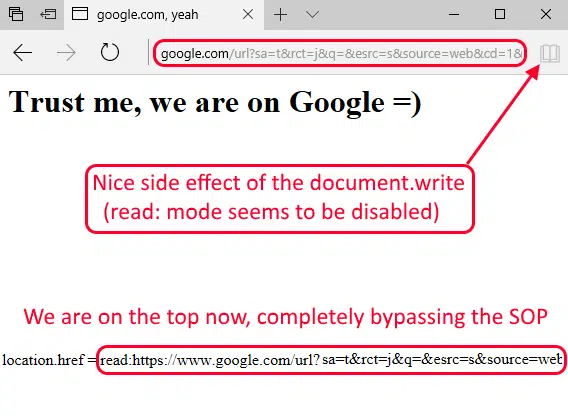 google.com, yeah
google.com/url?sa=t&rct=j&q=&esrc=s&source=web&cd=1&
Trust me, we are on Google =)
Nice side effect of the document.write
(read: mode seems to be disabled)
We are on the top now, completely bypassing the SOP
location.href = read:https://www.google.com/url? sa=t&rct=j&q=&esrc=s&source=web